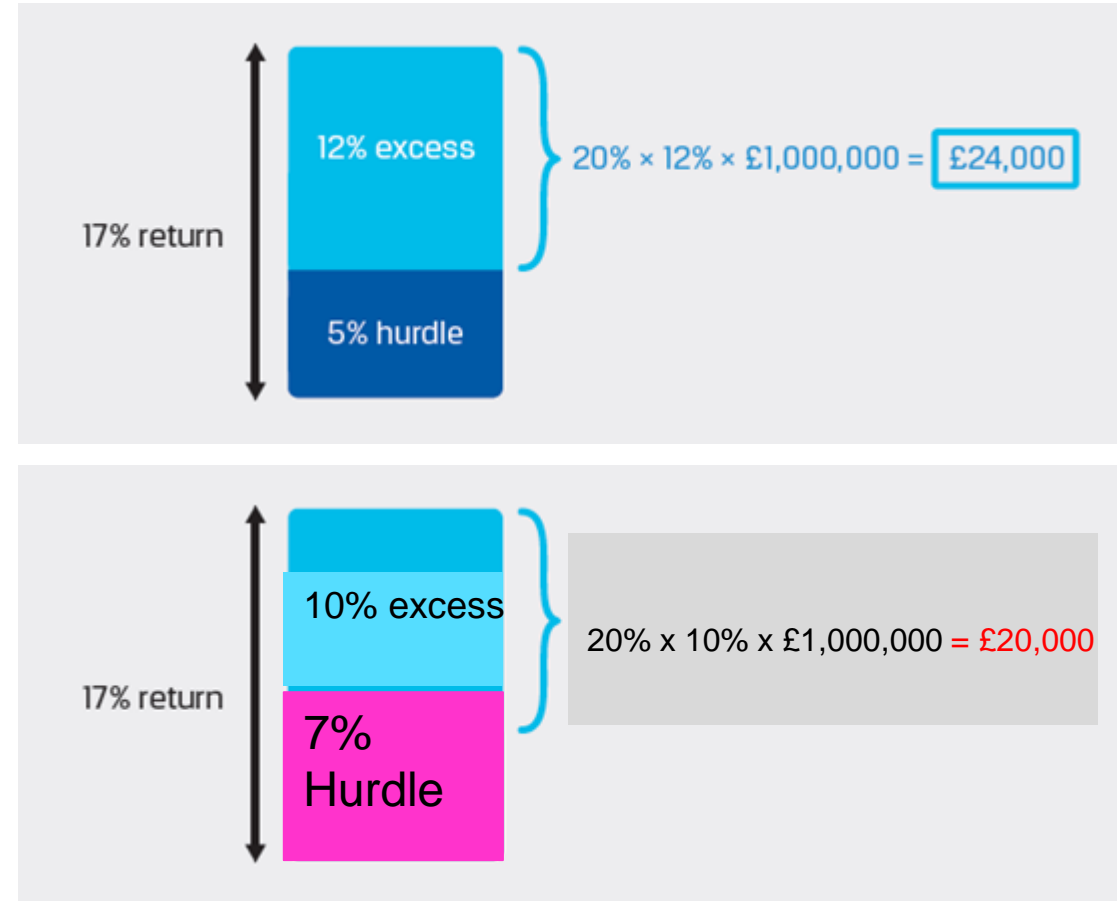 12% excess
20% × 12% × £1,000,000 = £24,000
17% return
5% hurdle
10% excess
20% x 10% x £1,000,000 = £20,000
17% return
7%
Hurdle